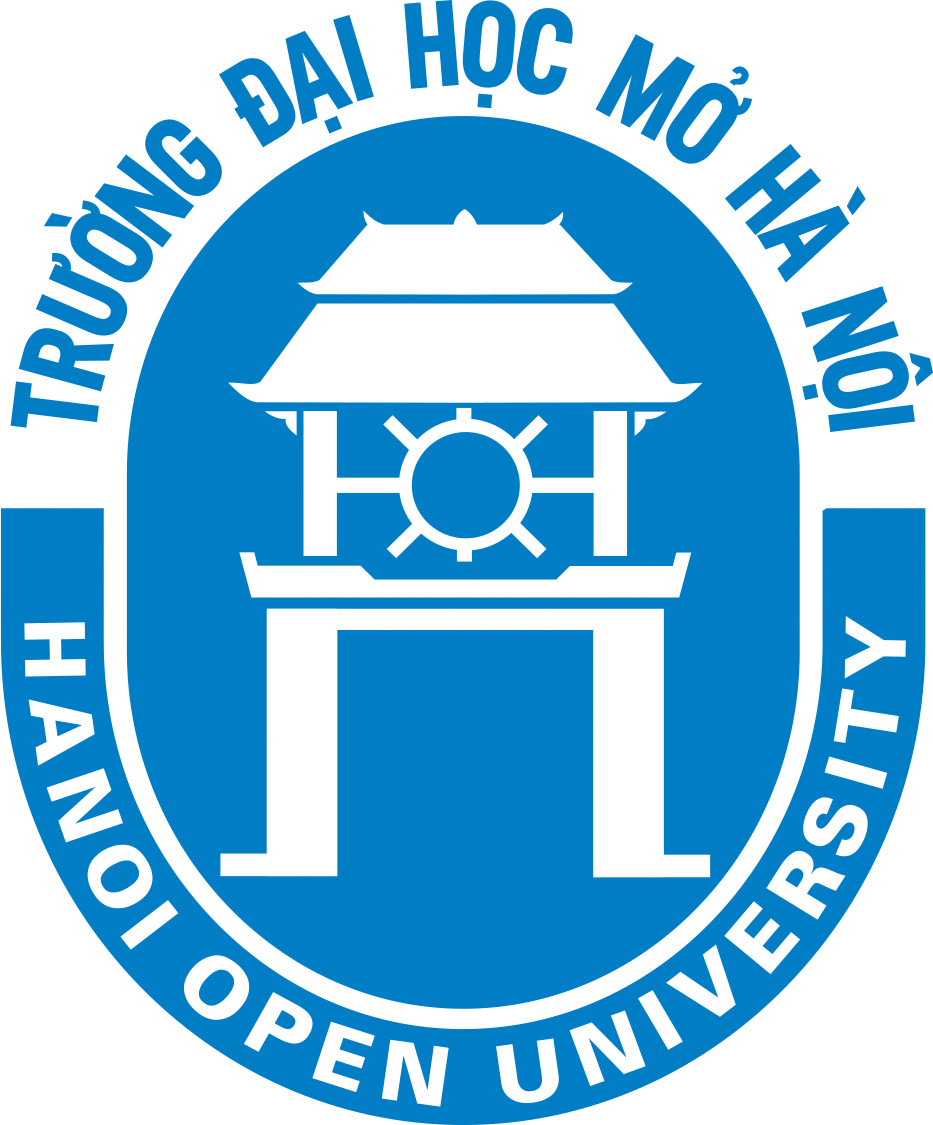 TRƯỜNG ĐẠI HỌC MỞ HÀ NỘI
HANOI OPEN UNIVERSITY